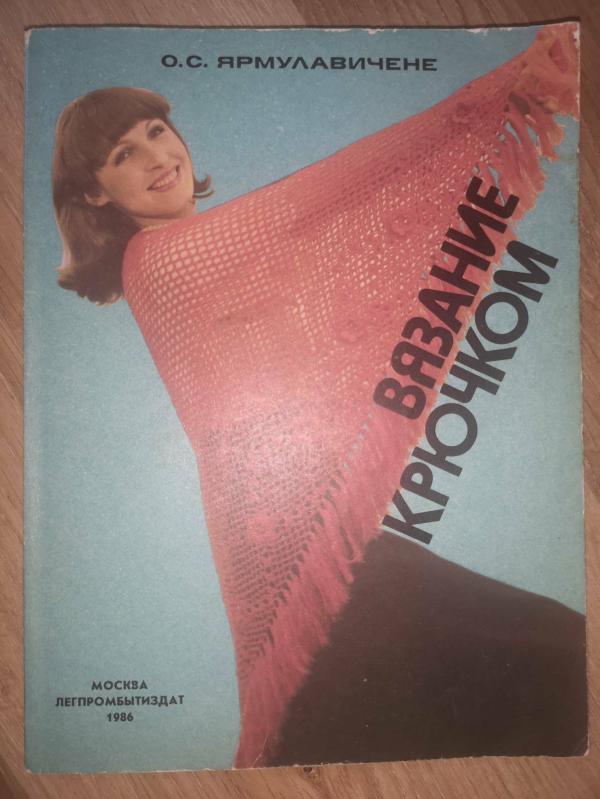 О.С. ЯРМУЛАВИЧЕНЕ
ВЯЗАНИЕ
КРЮЧКОМ
МОСКВА
ЛЕГПРОМБЫТИЗДАТ
1986